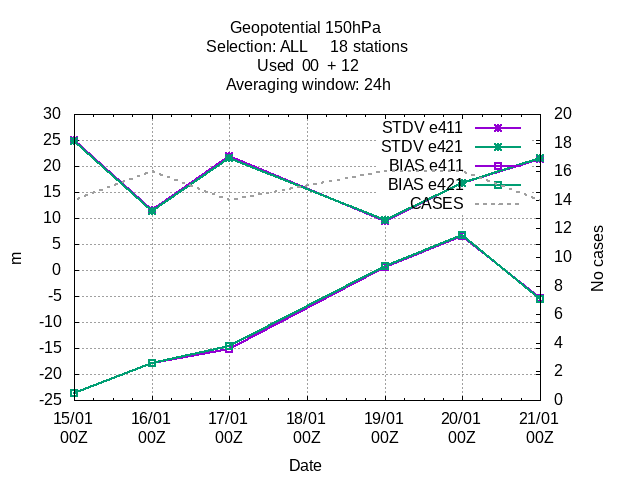 Geopotential 150hPa
Selection: ALL     18 stations
Used  00  + 12
Averaging window: 24h
30
25
20
15
10
5
0
-5
-10
-15
-20
-25
m
STDV e411
STDV e421
BIAS e411
BIAS e421
CASES
20
18
16
14
12
10
8
6
4
2
0
No cases
15/01 16/01 17/01 18/01 19/01 20/01 21/01
00Z 00Z 00Z 00Z 00Z 00Z 00Z
Date